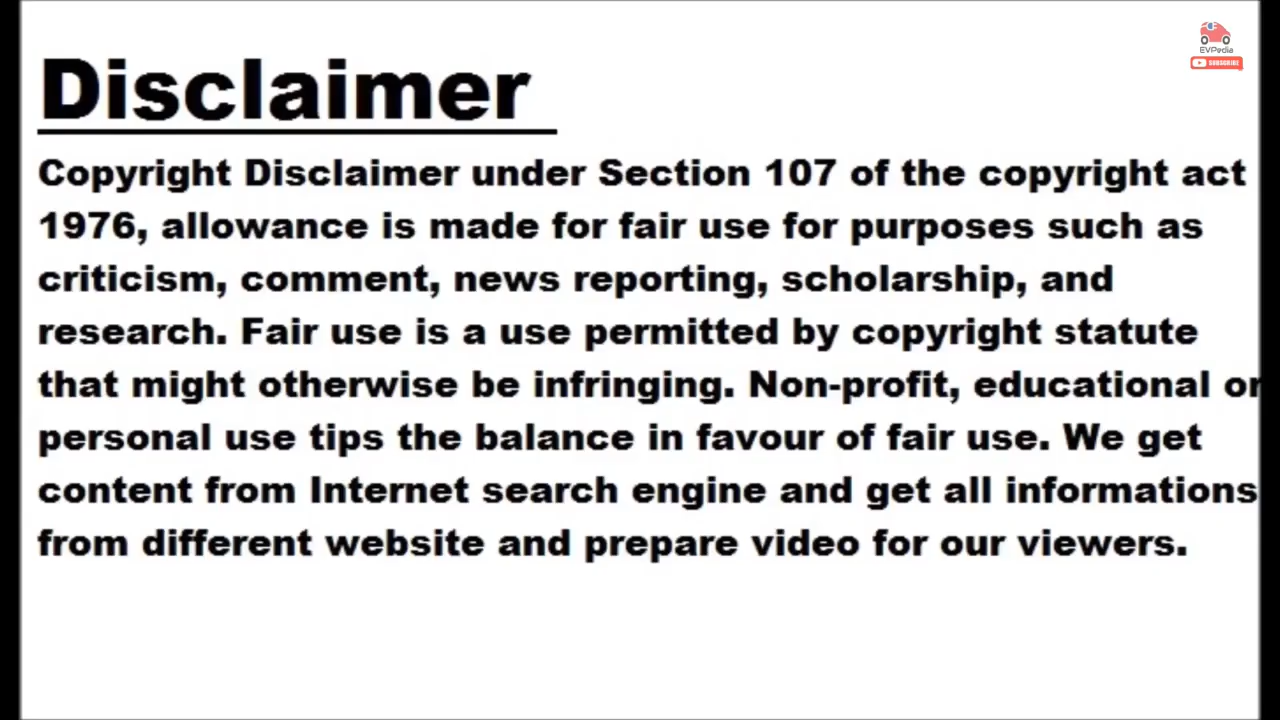 EVPedia
SUBSCRIBE
Disclaimer
Copyright Disclaimer under Section 107 of the copyright act
1976, allowance is made for fair use for purposes such as
criticism, comment, news reporting, scholarship, and
research. Fair use is a use permitted by copyright statute
that might otherwise be infringing. Non-profit, educational or
personal use tips the balance in favour of fair use. We get
content from Internet search engine and get all informations
from different website and prepare video for our viewers.